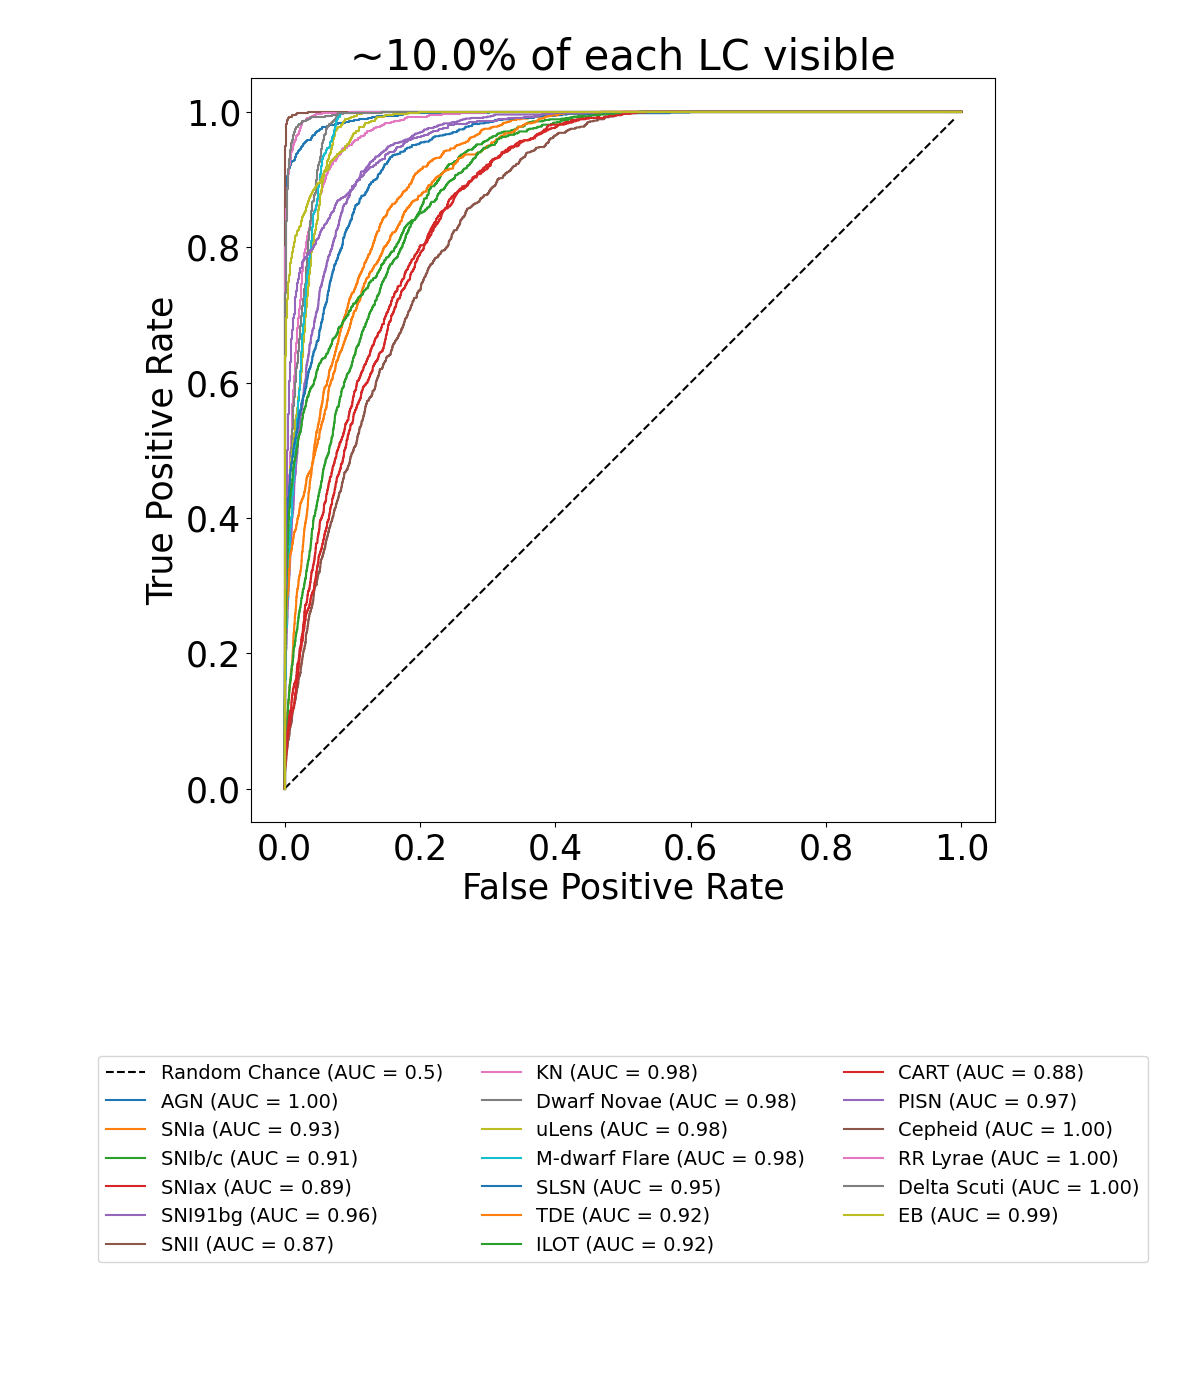 ~10.0% of each LC visible
True Positive Rate
1.0
0.8
0.6
0.4
0.2
0.0
0.0 0.2 0.4 0.6 0.8 1.0
False Positive Rate
Random Chance (AUC = 0.5)
AGN (AUC = 1.00)
SNIa (AUC = 0.93)
SNIb/c (AUC = 0.91)
SNIax (AUC = 0.89)
SNI91bg (AUC = 0.96)
SNII (AUC = 0.87)
KN (AUC = 0.98)
Dwarf Novae (AUC = 0.98)
uLens (AUC = 0.98)
M-dwarf Flare (AUC = 0.98)
SLSN (AUC = 0.95)
TDE (AUC = 0.92)
ILOT (AUC = 0.92)
CART (AUC = 0.88)
PISN (AUC = 0.97)
Cepheid (AUC = 1.00)
RR Lyrae (AUC = 1.00)
Delta Scuti (AUC = 1.00)
EB (AUC = 0.99)